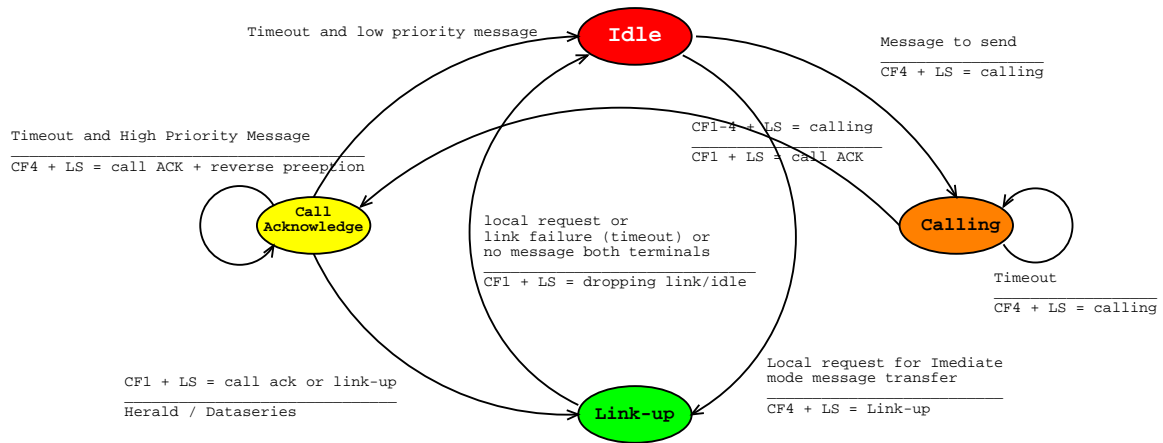 Idle
Timeout and low priority message
Message to send
CF4 + LS = calling
Timeout and High Priority Message
CF4 + LS = call ACK + reverse preeption
CF1-4 + LS = calling
CF1 + LS = call ACK
Call
Acknowledge
local request or
link failure (timeout) or
no message both terminals
CF1 + LS = dropping link/idle
Calling
Timeout
CF4 + LS = calling
Local request for Imediate
mode message transfer
CF4 + LS = Link-up
CF1 + LS = call ack or link-up
Herald / Dataseries
Link-up